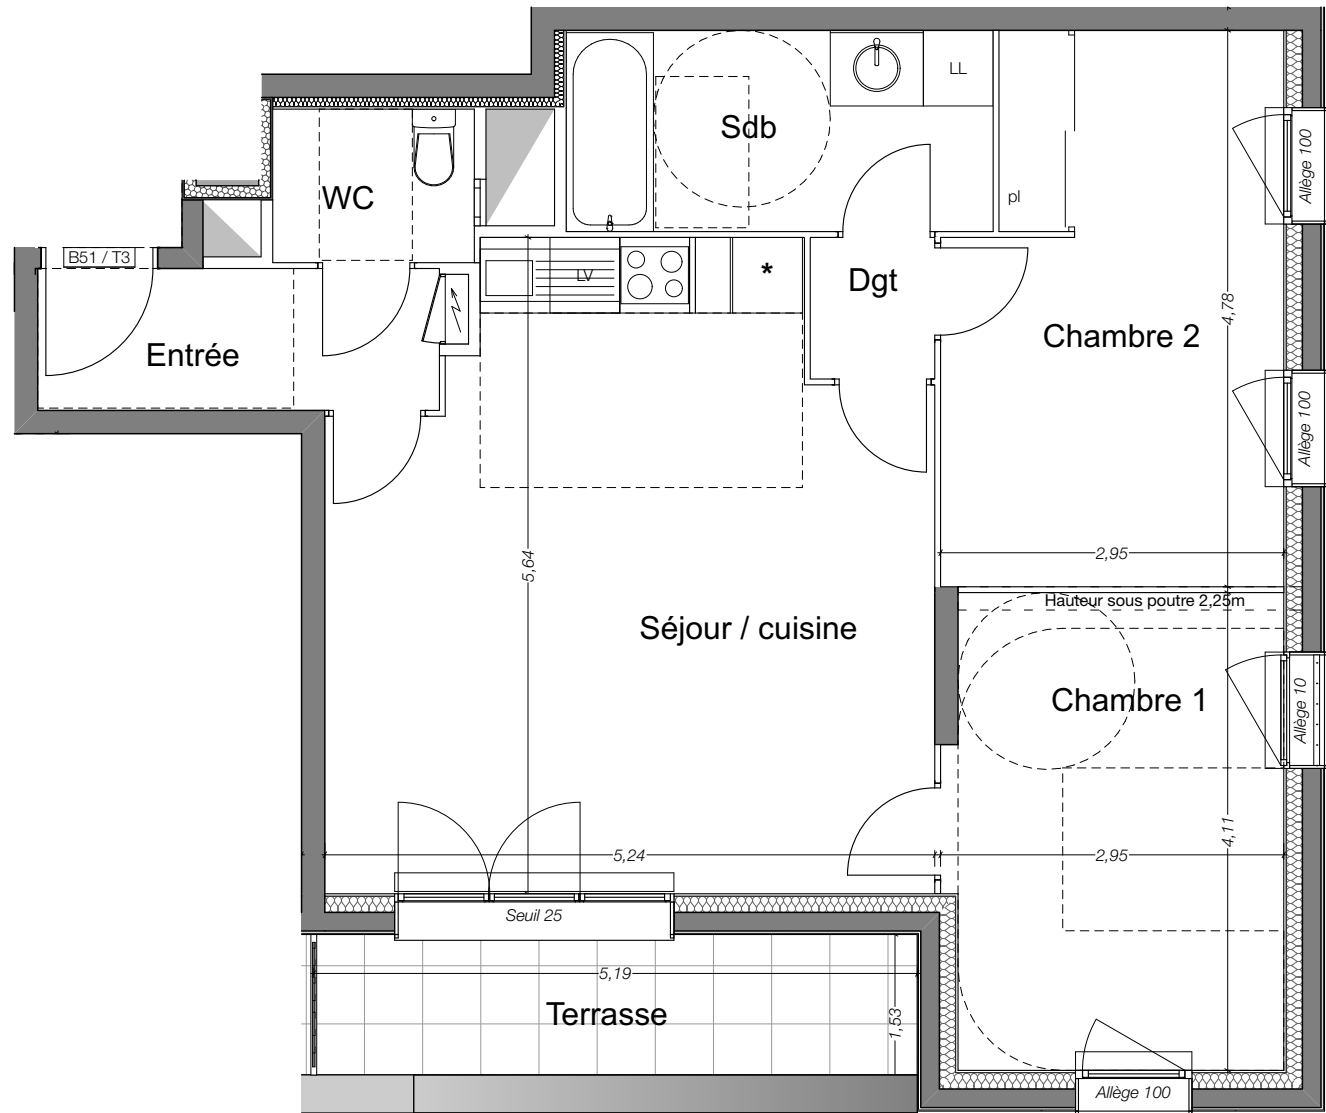 Sdb
LL
Allège 100
WC
pl
B51 / T3
LV
*
Dgt
4,78
Chambre 2
Entrée
Allège 100
2,95
5,64
Hauteur sous poutre 2,25m
Séjour / cuisine
Chambre 1
Allège 10
4,11
5,24
2,95
Seuil 25
5,19
Terrasse
1,53
Allège 100